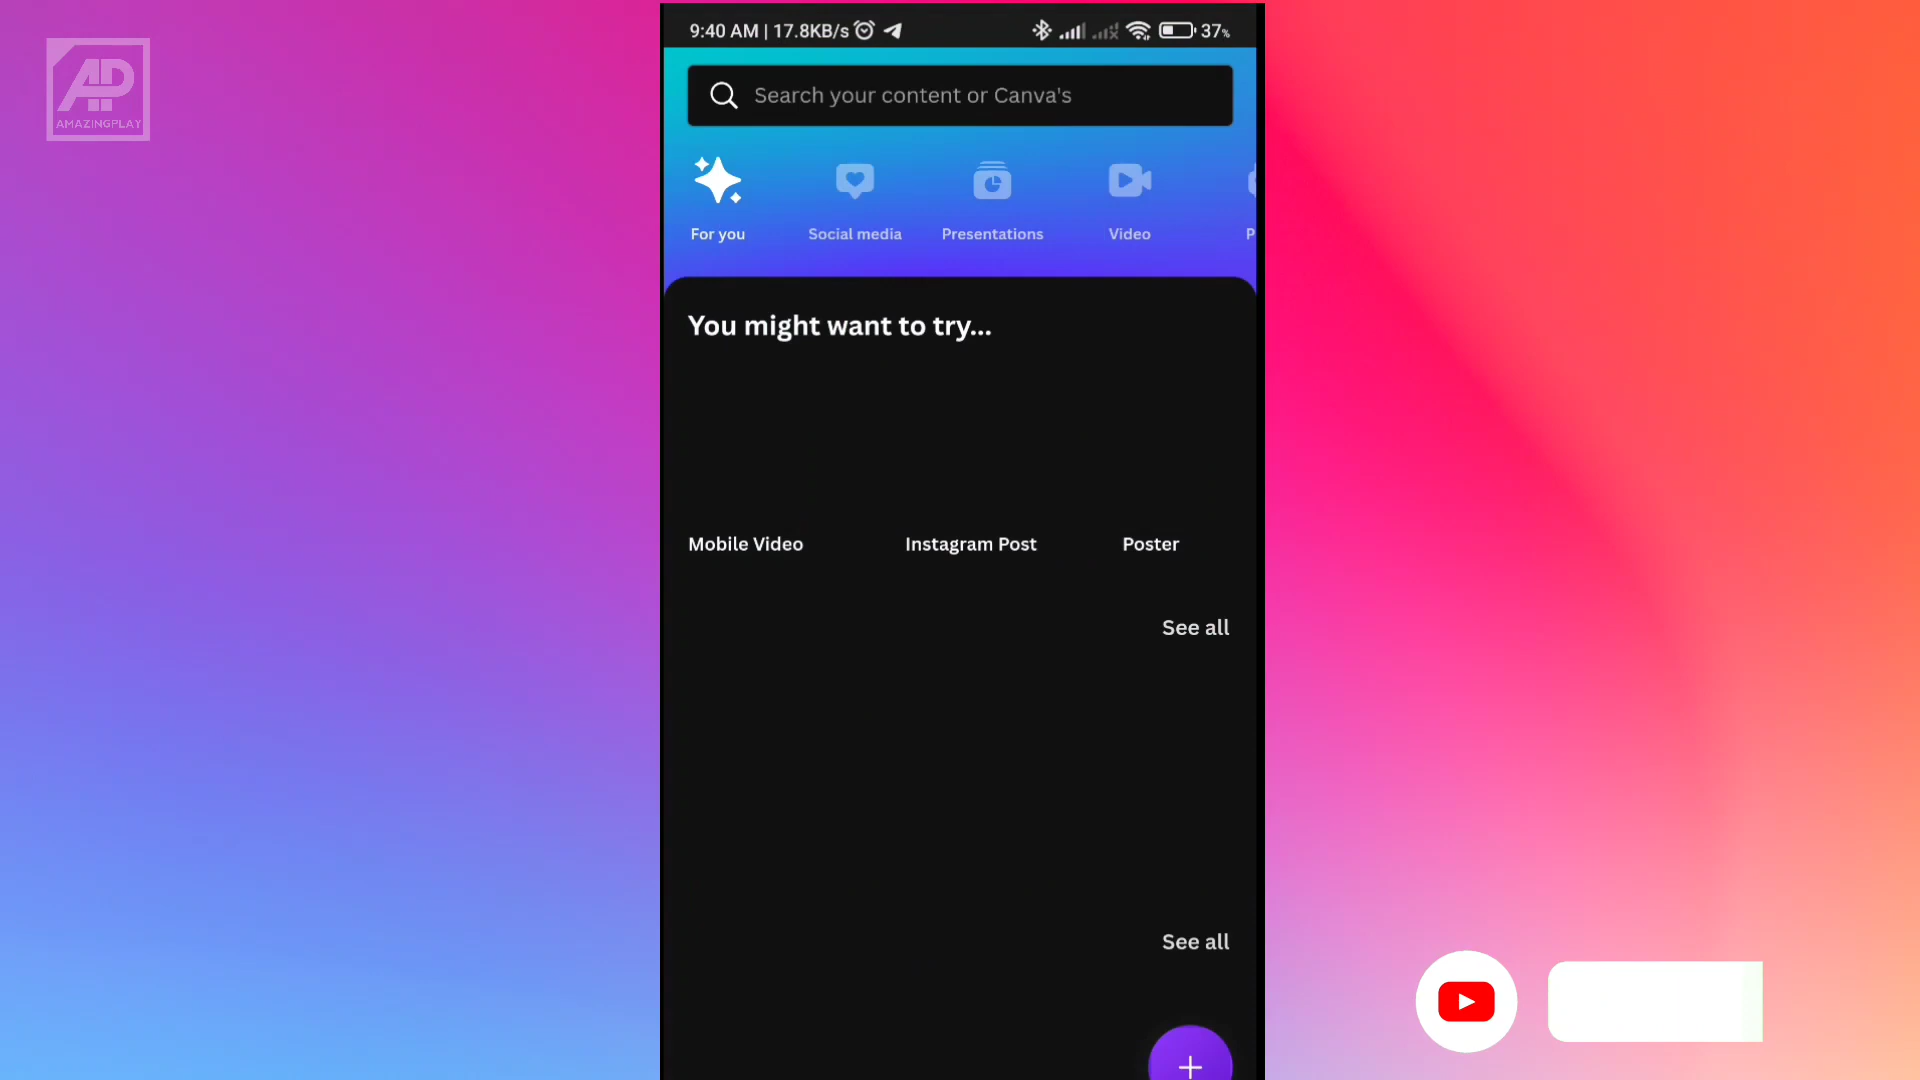 9:40 AM | 17.8KB/s 37%
AMAZINGPLAY
Search your content or Canva's
For you Social media Presentations Video P
You might want to try...
Mobile Video Instagram Post Poster
See all
See all